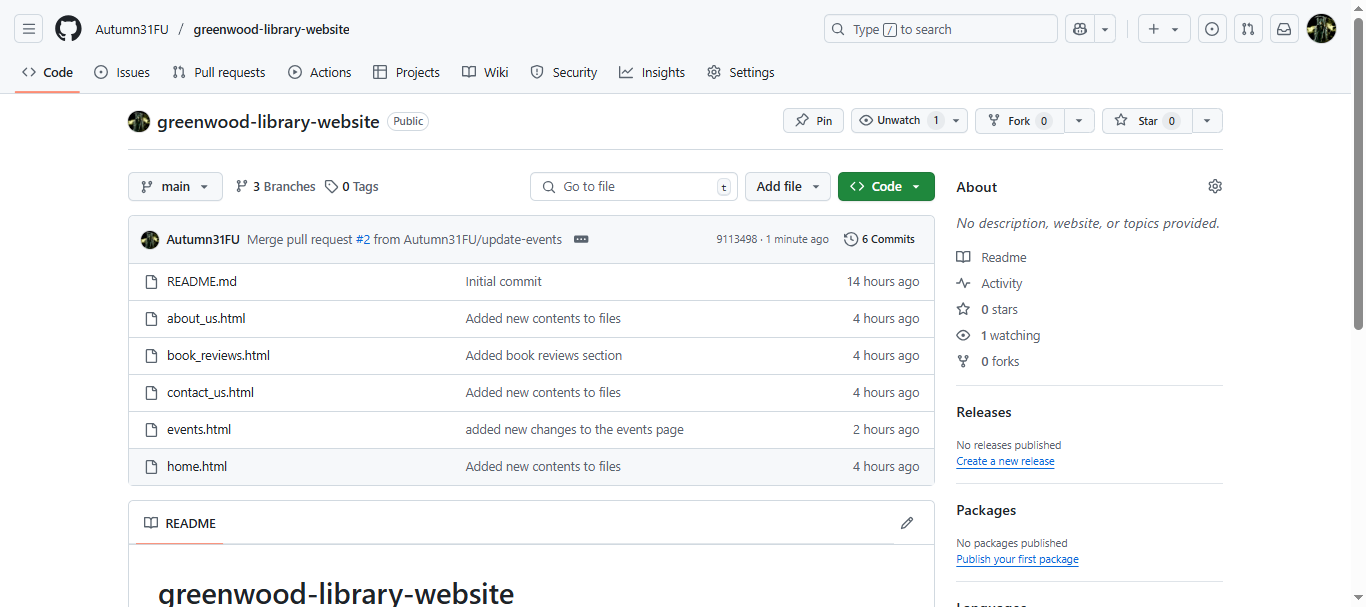 Autumn31FU / greenwood-library-website
Type / to search
Code Issues Pull requests Actions Projects Wiki Security Insights Settings
greenwood-library-website Public
Pin Unwatch 1 Fork 0 Star 0
main 3 Branches 0 Tags
Go to file t Add file Code
Autumn31FU Merge pull request #2 from Autumn31FU/update-events 9113498 · 1 minute ago 6 Commits
README.md Initial commit 14 hours ago
about_us.html Added new contents to files 4 hours ago
book_reviews.html Added book reviews section 4 hours ago
contact_us.html Added new contents to files 4 hours ago
events.html added new changes to the events page 2 hours ago
home.html Added new contents to files 4 hours ago
README
greenwood-library-website
About
No description, website, or topics provided.
Readme
Activity
0 stars
1 watching
0 forks
Releases
No releases published
Create a new release
Packages
No packages published
Publish your first package
Languages